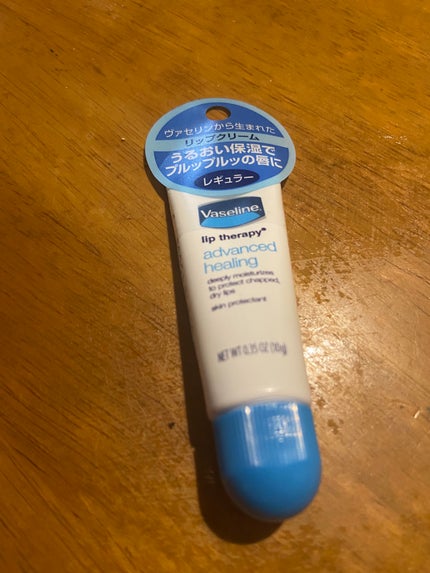 ヴァセリンから生まれた
リップクリーム
うるおい保湿で
プルップルッの唇に
レギュラー
Vaseline.
lip therapy®
advanced
healing
deeply moisturizes
to protect chapped,
dry lips
skin protectant
NET WT 0.35 OZ (10g)